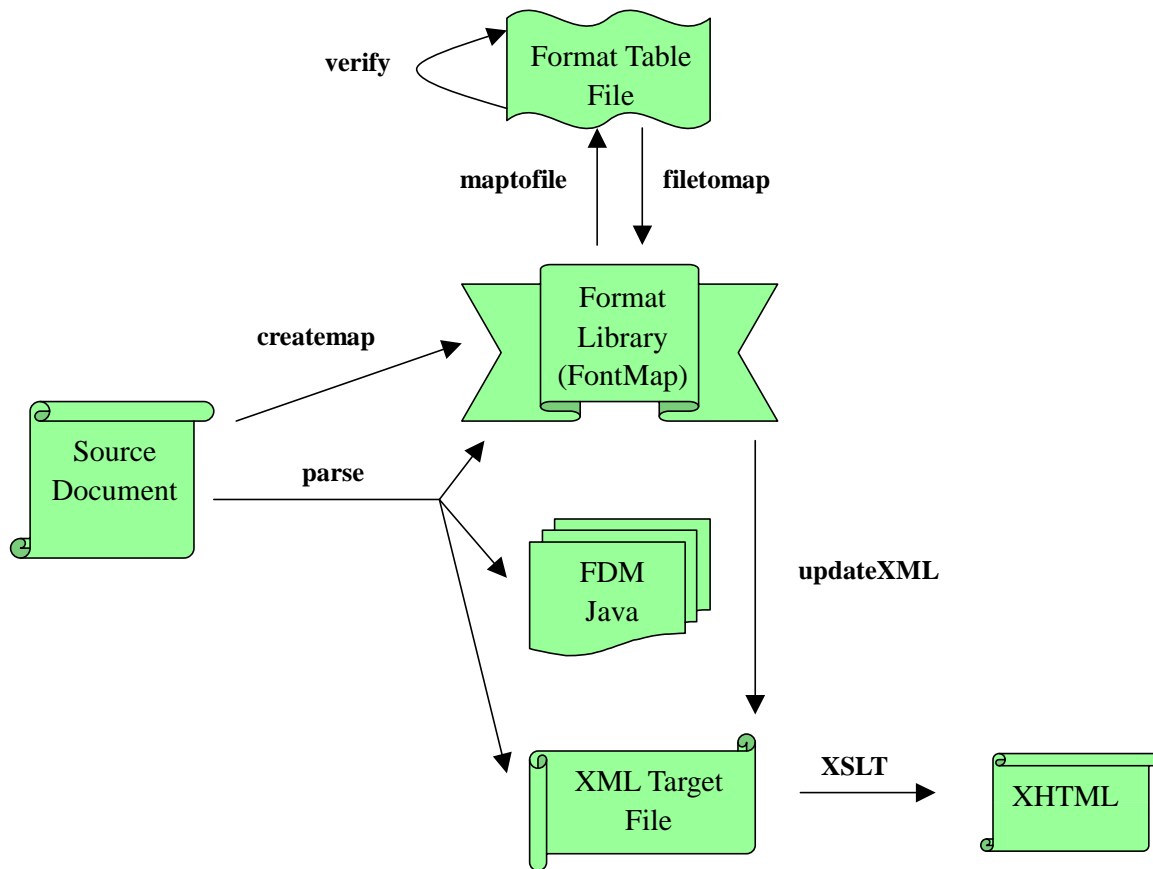 verify
Format Table
File
maptofile
filetomap
Format
Library
(FontMap)
createmap
Source
Document
parse
FDM
Java
updateXML
XML Target
File
XSLT
XHTML